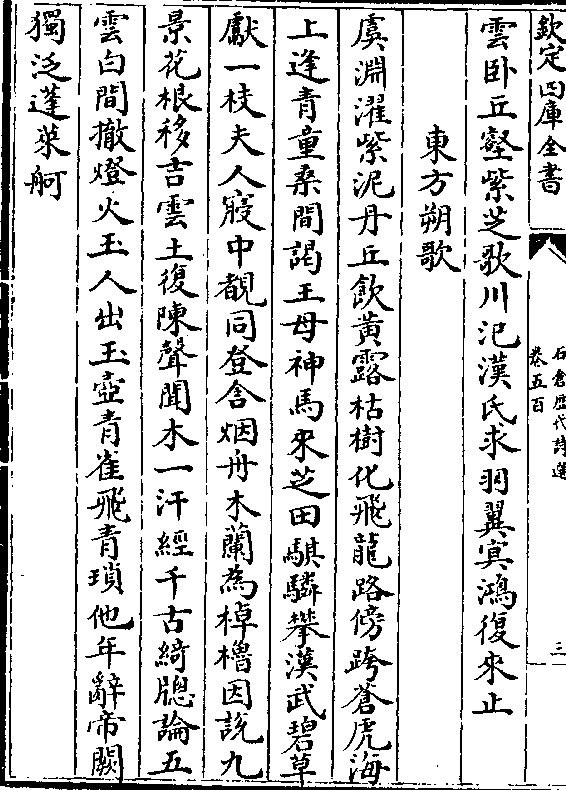 欽定四庫全書
石倉歷代詩選
卷五百
三
雲卧丘壑紫芝歌川汜漢氏求羽翼㝠鴻復來止
東方朔歌
虞淵濯紫泥丹丘飲黃露枯樹化飛龍路傍跨蒼虎海
上逢青童桑間謁王母神馬來芝田騏驎攀漢武碧草
獻一枝夫人寢中覩同登含烟舟木蘭為棹櫓因説九
景花根移吉雲土復陳聲聞木一汗經千古綺牕論五
雲白間撤燈火玉人出玉壺青雀飛青瑣他年辭帝闕
獨泛蓬萊舸